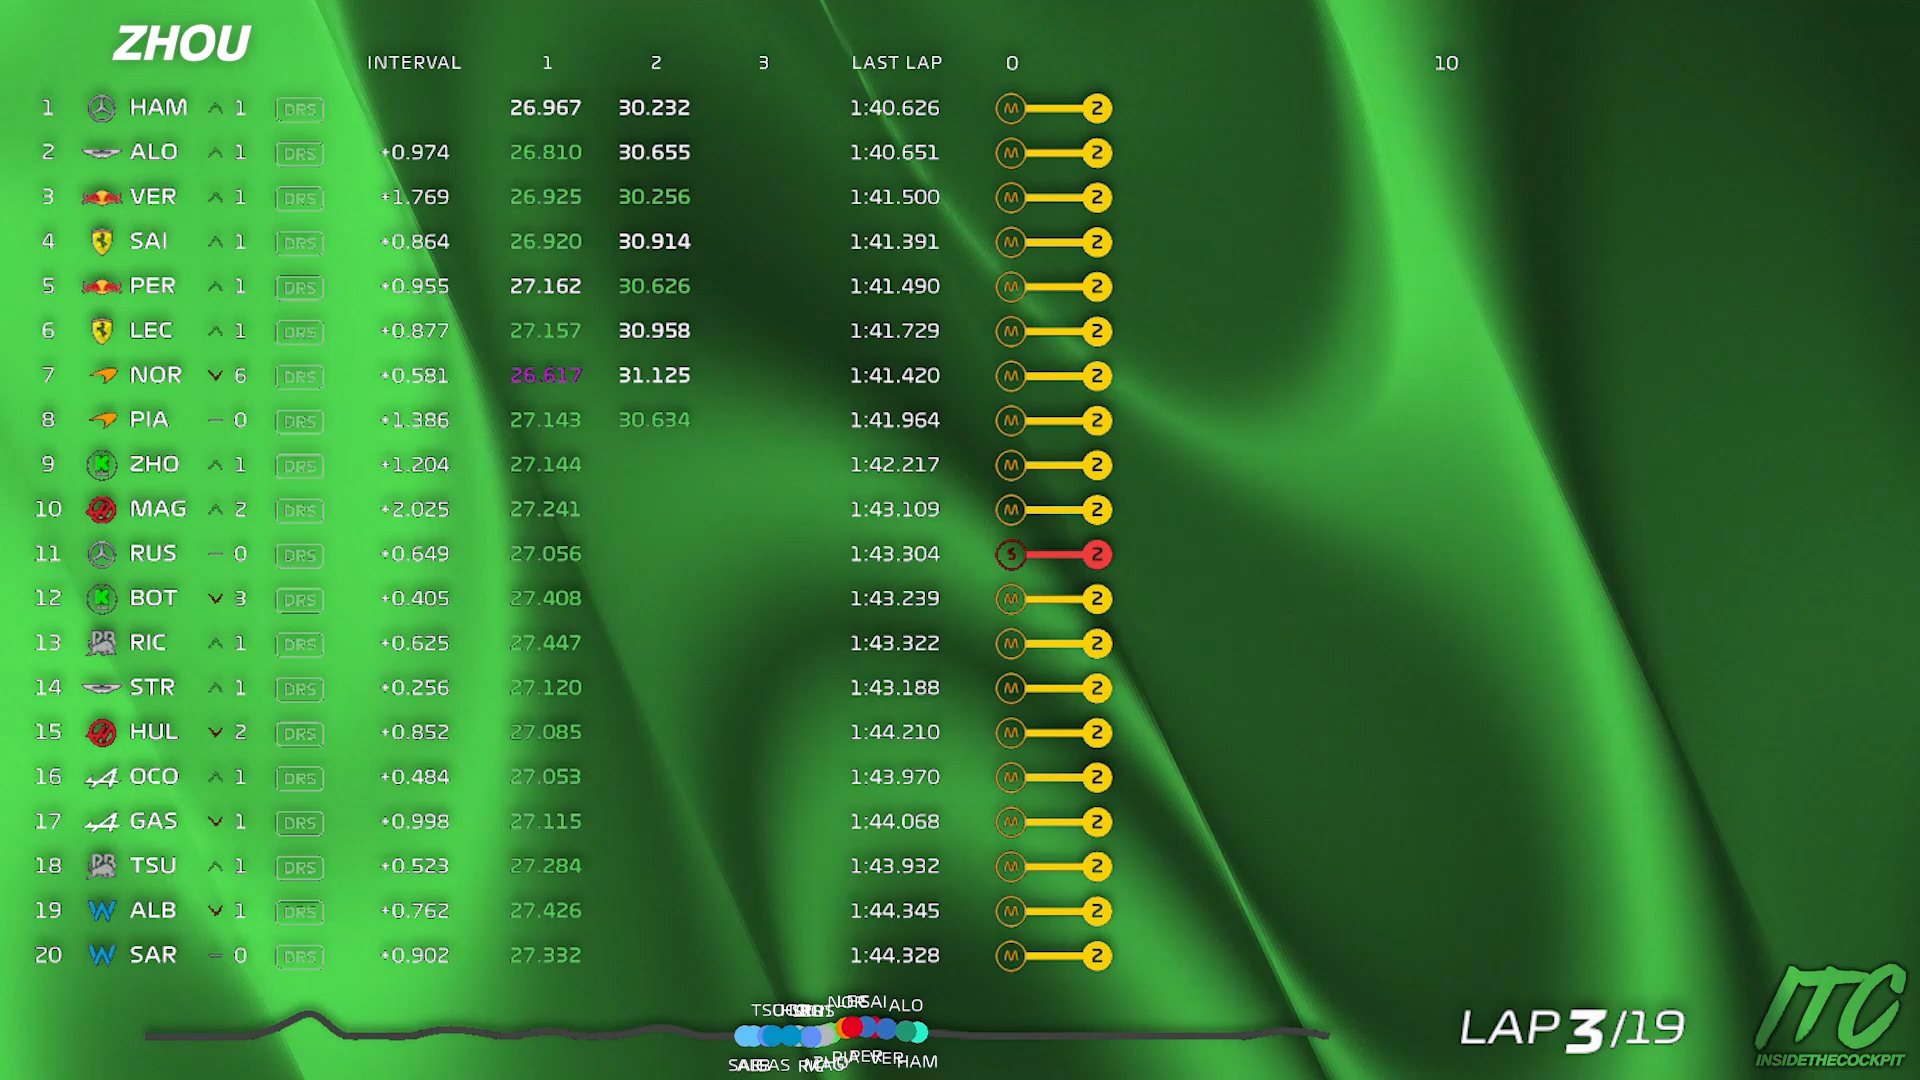 ZHOU
INTERVAL 1 2 3 LAST LAP 0 10
1 HAM 1 DRS 26.967 30.232 1:40.626 M 2
2 ALO 1 DRS +0.974 26.810 30.655 1:40.651 M 2
3 VER 1 DRS +1.769 26.925 30.256 1:41.500 M 2
4 SAI 1 DRS +0.864 26.920 30.914 1:41.391 M 2
5 PER 1 DRS +0.955 27.162 30.626 1:41.490 M 2
6 LEC 1 DRS +0.877 27.157 30.958 1:41.729 M 2
7 NOR 6 DRS +0.581 26.617 31.125 1:41.420 M 2
8 PIA 0 DRS +1.386 27.143 30.634 1:41.964 M 2
9 ZHO 1 DRS +1.204 27.144 1:42.217 M 2
10 MAG 2 DRS +2.025 27.241 1:43.109 M 2
11 RUS 0 DRS +0.649 27.056 1:43.304 S 2
12 BOT 3 DRS +0.405 27.408 1:43.239 M 2
13 RIC 1 DRS +0.625 27.447 1:43.322 M 2
14 STR 1 DRS +0.256 27.120 1:43.188 M 2
15 HUL 2 DRS +0.852 27.085 1:44.210 M 2
16 OCO 1 DRS +0.484 27.053 1:43.970 M 2
17 GAS 1 DRS +0.998 27.115 1:44.068 M 2
18 TSU 1 DRS +0.523 27.284 1:43.932 M 2
19 ALB 1 DRS +0.762 27.426 1:44.345 M 2
20 SAR 0 DRS +0.902 27.332 1:44.328 M 2
NOR SAI ALO
PIA PER VER HAM
LAP 3/19
ITC
INSIDETHECOCKPIT